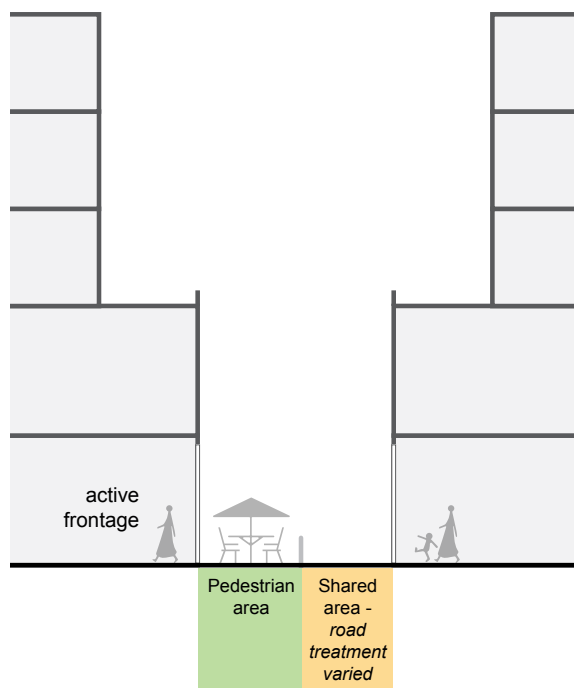 active
frontage
Pedestrian
area
Shared
area -
road
treatment
varied